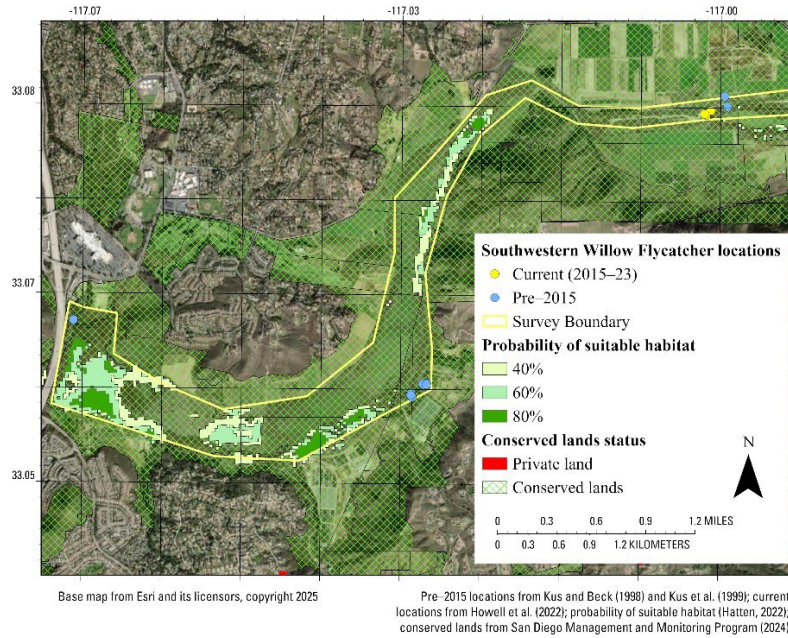 -117.07 -117.03 -117.00
33.08
33.07
33.05
Southwestern Willow Flycatcher locations
Current (2015–23)
Pre–2015
Survey Boundary
Probability of suitable habitat
40%
60%
80%
Conserved lands status
Private land
Conserved lands
N
0 0.3 0.6 0.9 1.2 MILES
0 0.3 0.6 0.9 1.2 KILOMETERS
Base map from Esri and its licensors, copyright 2025
Pre–2015 locations from Kus and Beck (1998) and Kus et al. (1999); current
locations from Howell et al. (2022); probability of suitable habitat (Hatten, 2022);
conserved lands from San Diego Management and Monitoring Program (2024)